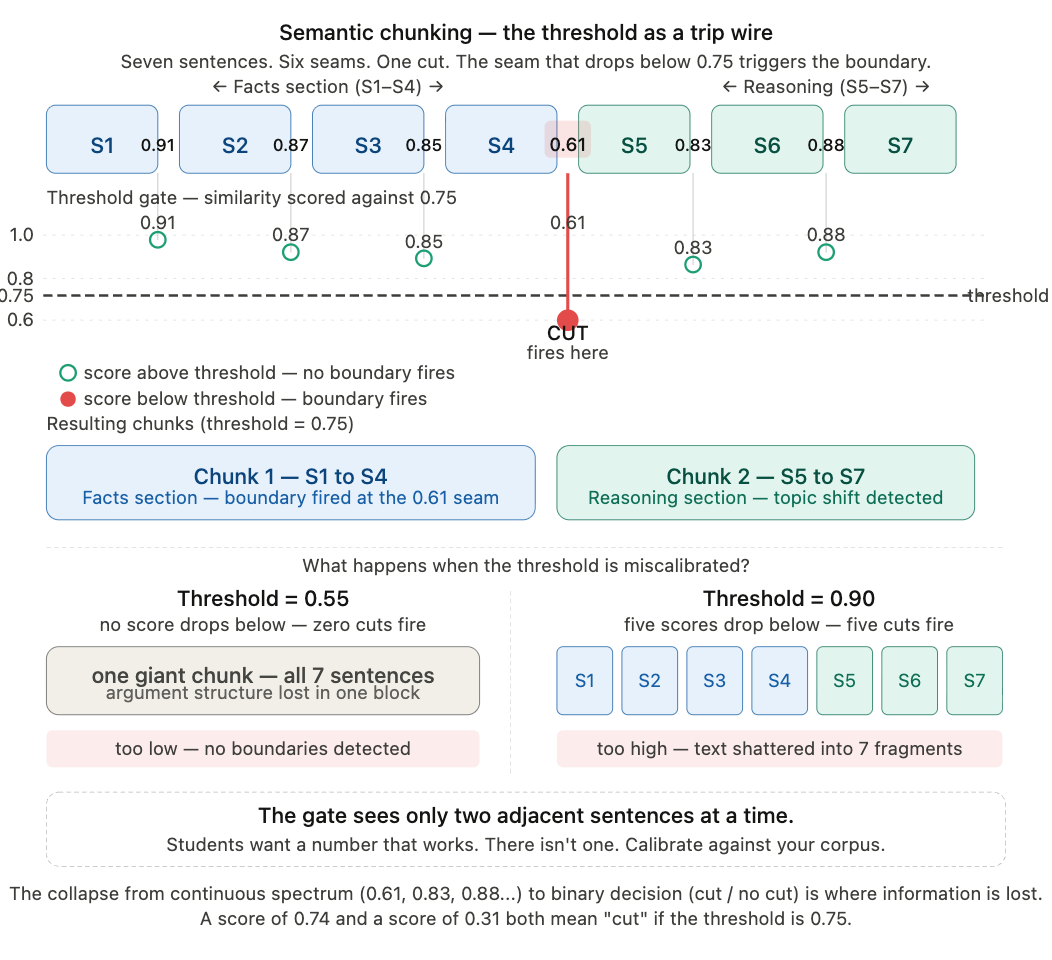 Semantic chunking — the threshold as a trip wire
Seven sentences. Six seams. One cut. The seam that drops below 0.75 triggers the boundary.
← Facts section (S1–S4) → ← Reasoning (S5–S7) →
S1 0.91 S2 0.87 S3 0.85 S4 0.61 S5 0.83 S6 0.88 S7
Threshold gate — similarity scored against 0.75
0.91 0.87 0.85 0.61 0.83 0.88
1.0
0.8
0.75 threshold
0.6
CUT
fires here
score above threshold — no boundary fires
score below threshold — boundary fires
Resulting chunks (threshold = 0.75)
Chunk 1 — S1 to S4
Facts section — boundary fired at the 0.61 seam
Chunk 2 — S5 to S7
Reasoning section — topic shift detected
What happens when the threshold is miscalibrated?
Threshold = 0.55
no score drops below — zero cuts fire
one giant chunk — all 7 sentences
argument structure lost in one block
too low — no boundaries detected
Threshold = 0.90
five scores drop below — five cuts fire
S1 S2 S3 S4 S5 S6 S7
too high — text shattered into 7 fragments
The gate sees only two adjacent sentences at a time.
Students want a number that works. There isn't one. Calibrate against your corpus.
The collapse from continuous spectrum (0.61, 0.83, 0.88...) to binary decision (cut / no cut) is where information is lost.
A score of 0.74 and a score of 0.31 both mean "cut" if the threshold is 0.75.